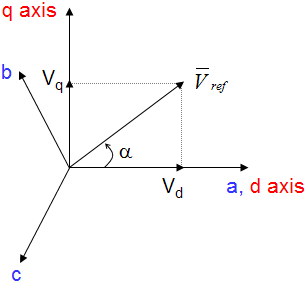 q axis
b
Vq
V̅ref
α
Vd
a, d axis
c